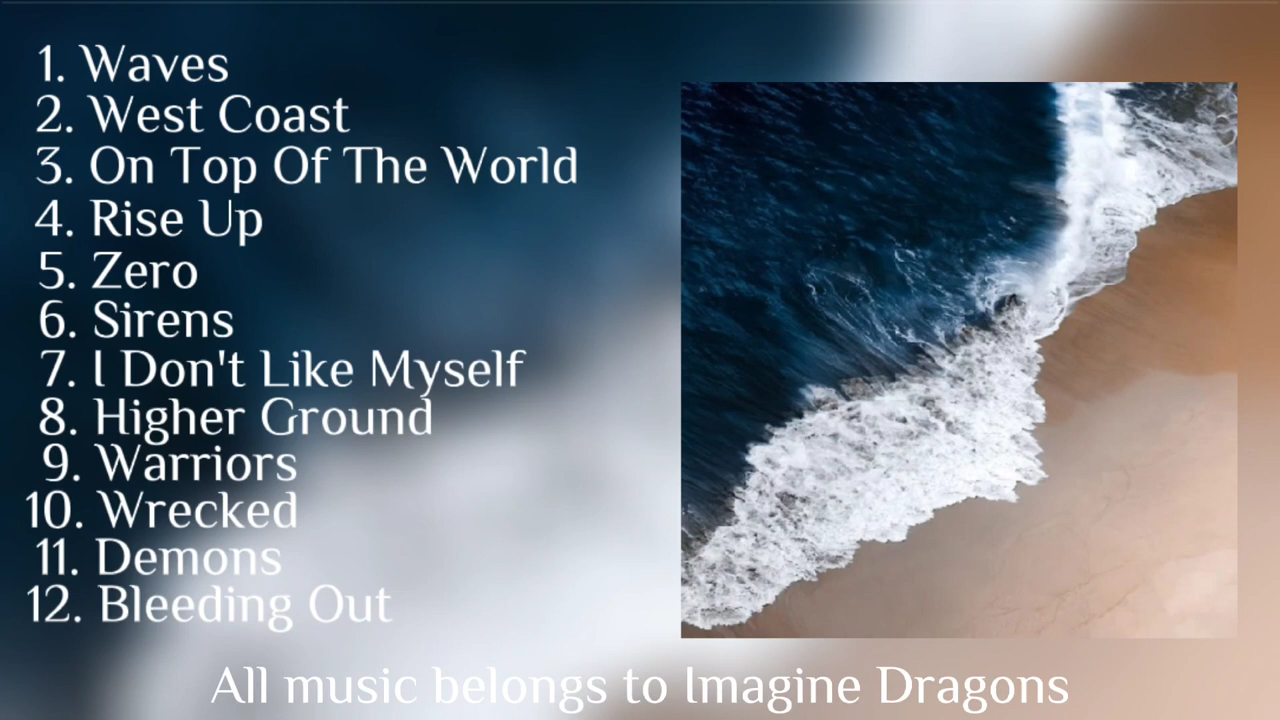 1. Waves
2. West Coast
3. On Top Of The World
4. Rise Up
5. Zero
6. Sirens
7. I Don't Like Myself
8. Higher Ground
9. Warriors
10. Wrecked
11. Demons
12. Bleeding Out
All music belongs to Imagine Dragons